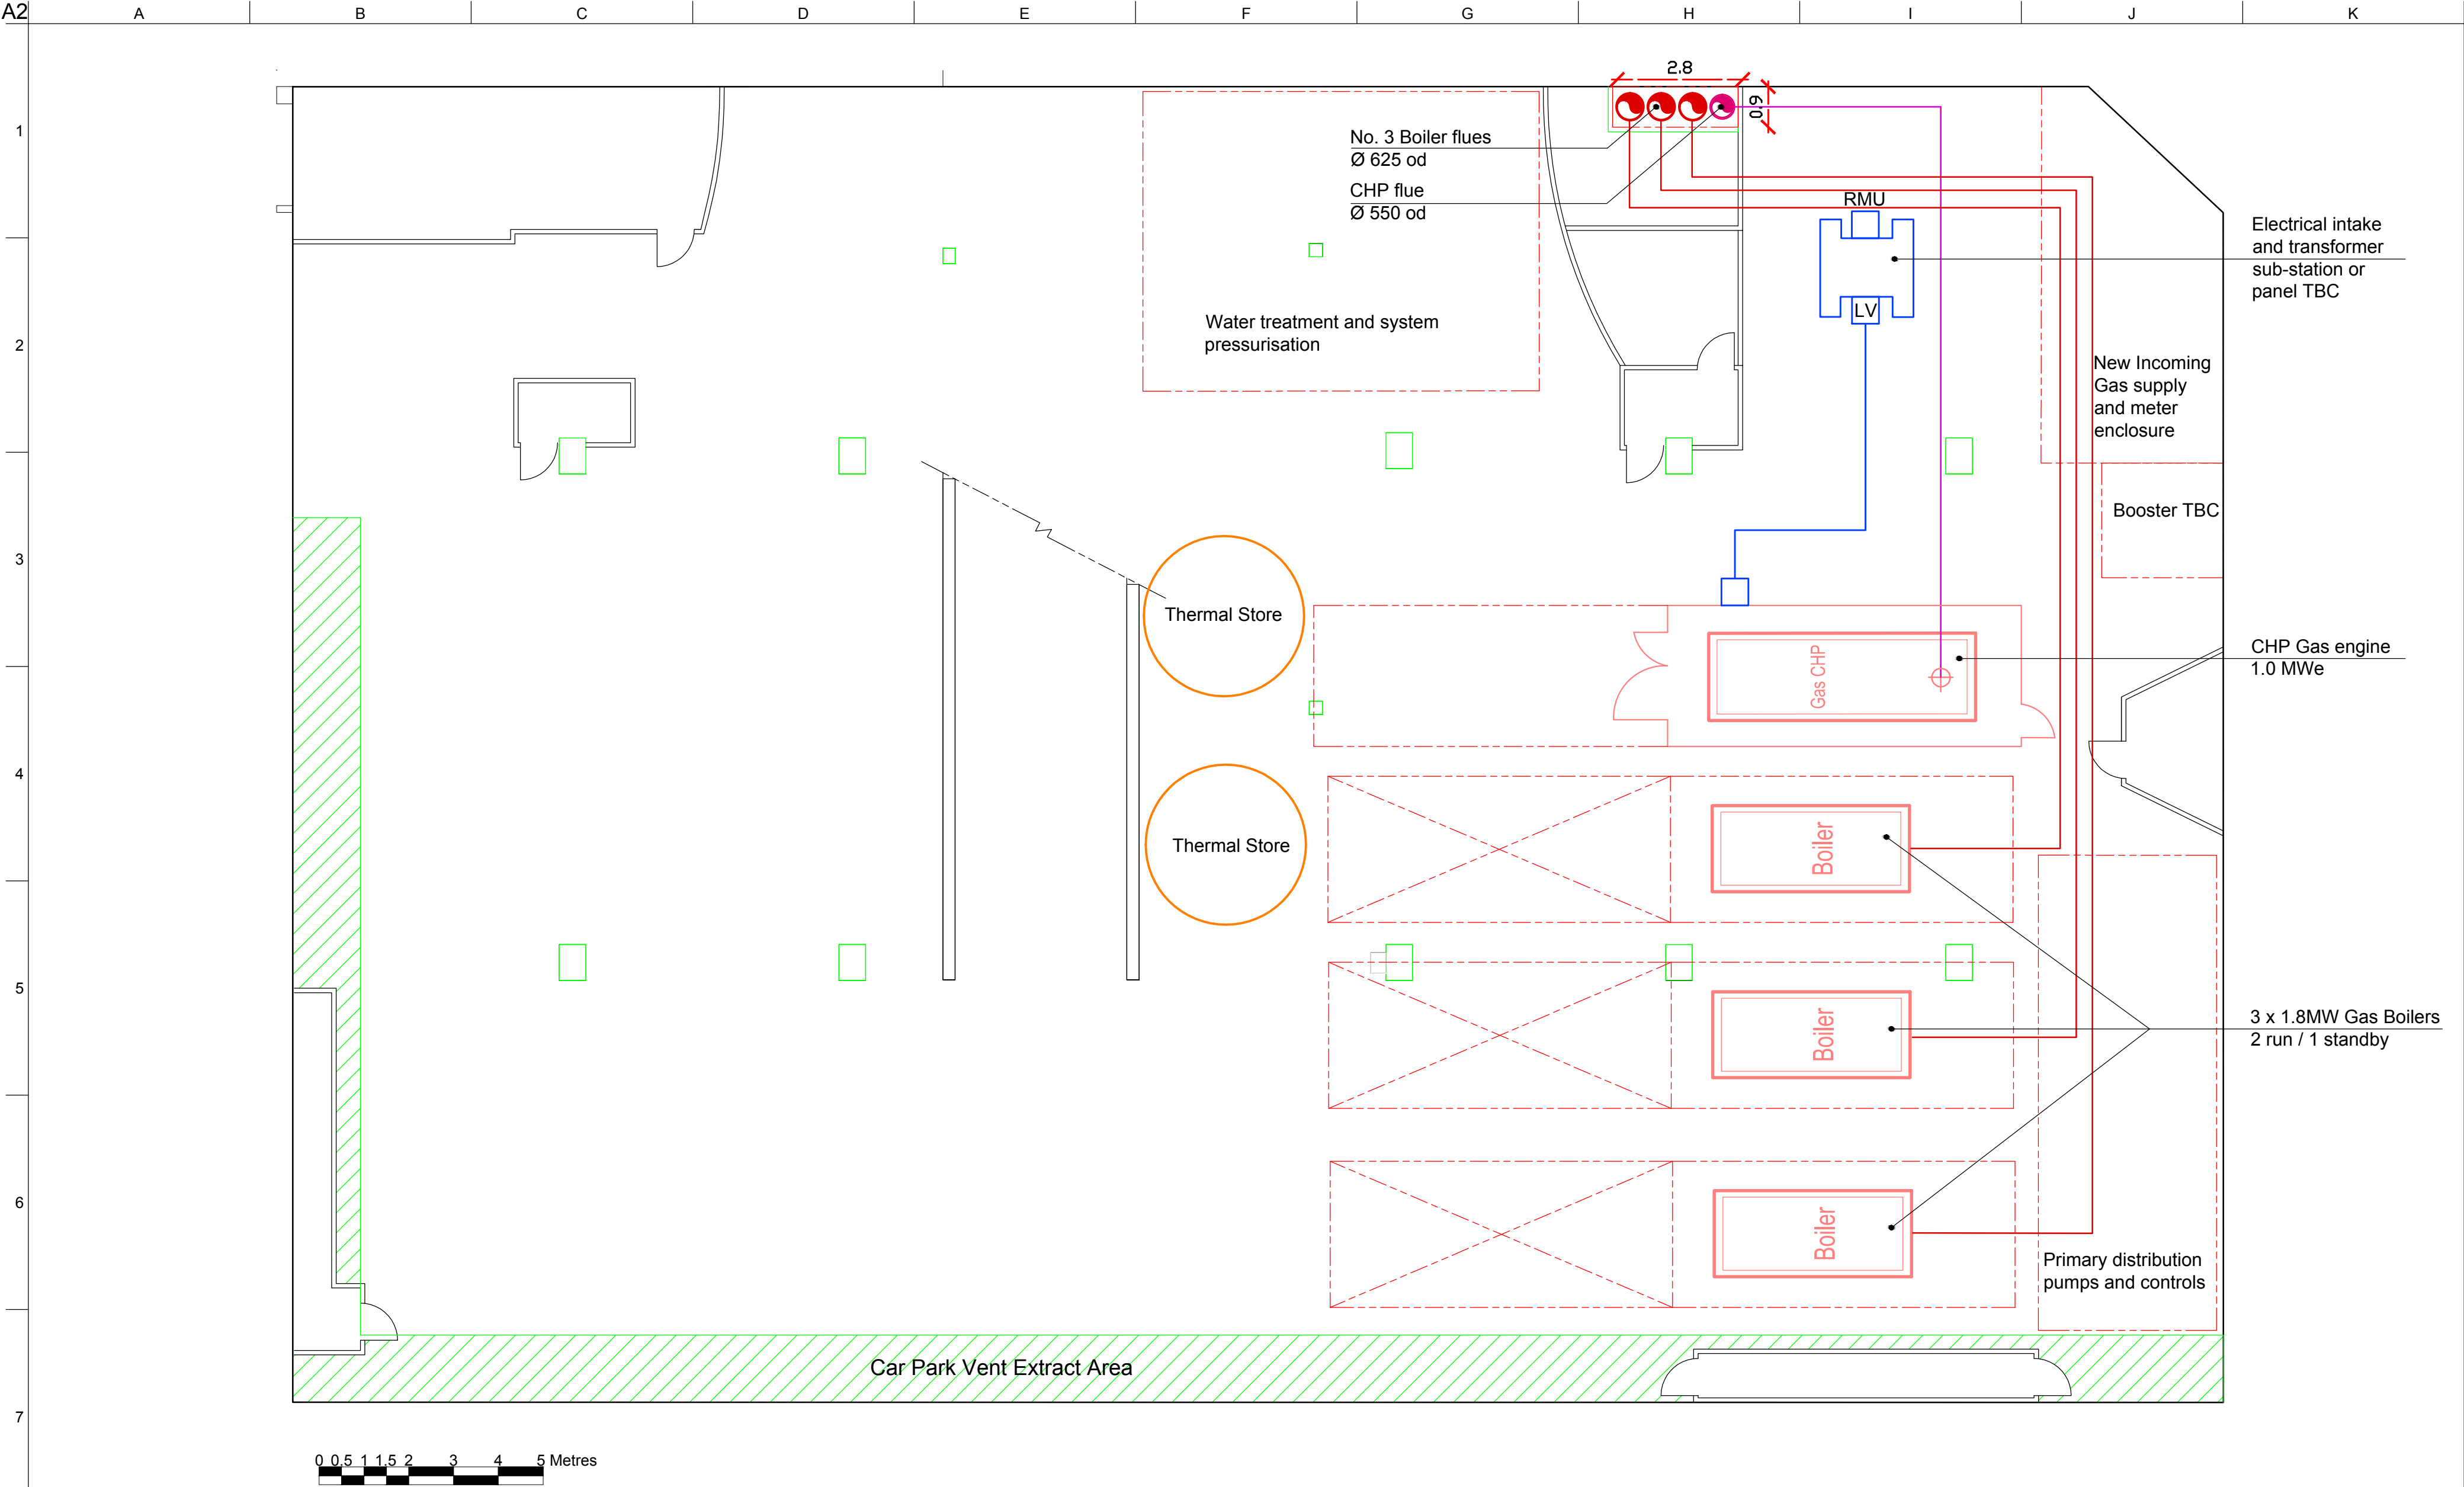 A2
A B C D E F G H I J K
1
2
3
4
5
6
7
2.8
0.9
No. 3 Boiler flues
Ø 625 od
CHP flue
Ø 550 od
RMU
LV
Electrical intake
and transformer
sub-station or
panel TBC
Water treatment and system
pressurisation
New Incoming
Gas supply
and meter
enclosure
Booster TBC
Thermal Store
Gas CHP
CHP Gas engine
1.0 MWe
Thermal Store
Boiler
Boiler
3 x 1.8MW Gas Boilers
2 run / 1 standby
Boiler
Primary distribution
pumps and controls
Car Park Vent Extract Area
0 0.5 1 1.5 2 3 4 5 Metres